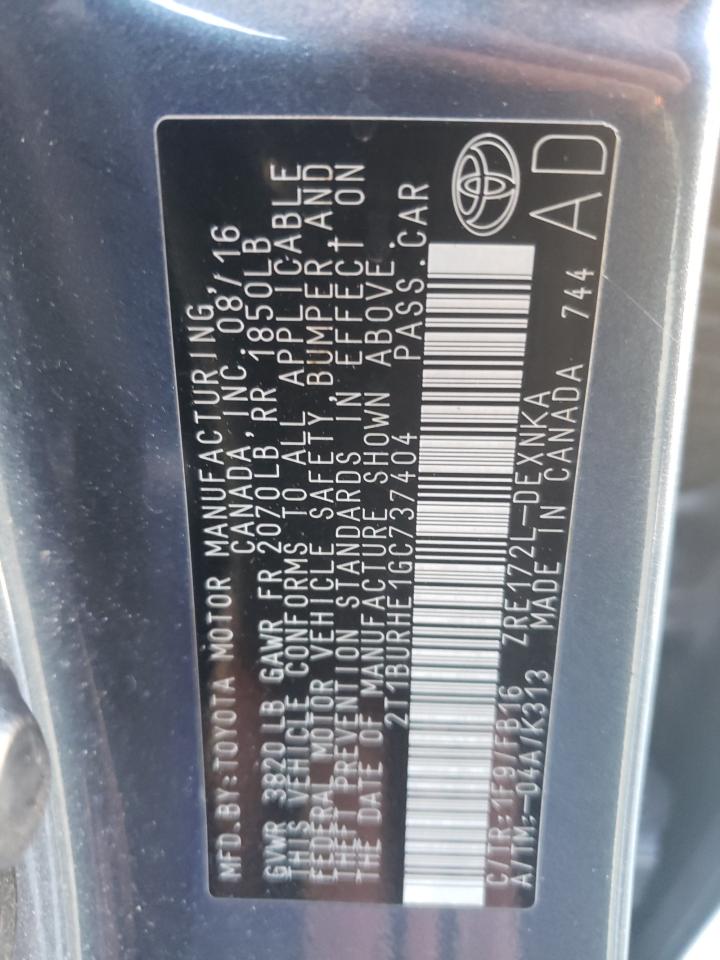 MFD.BY:TOYOTA MOTOR MANUFACTURING,
CANADA,INC. 08/16
GVWR 3820 LB GAWR FR 2070LB, RR 1850LB
THIS VEHICLE CONFORMS TO ALL APPLICABLE
FEDERAL MOTOR VEHICLE SAFETY,BUMPER,AND
THEFT PREVENTION STANDARDS IN EFFECT ON
THE DATE OF MANUFACTURE SHOWN ABOVE.
2T1BURHE1GC737404 PASS.CAR
C/TR:1F9/FB16 ZRE172L-DEXNKA
A/TM:-04A/K313 MADE IN CANADA 744
AD